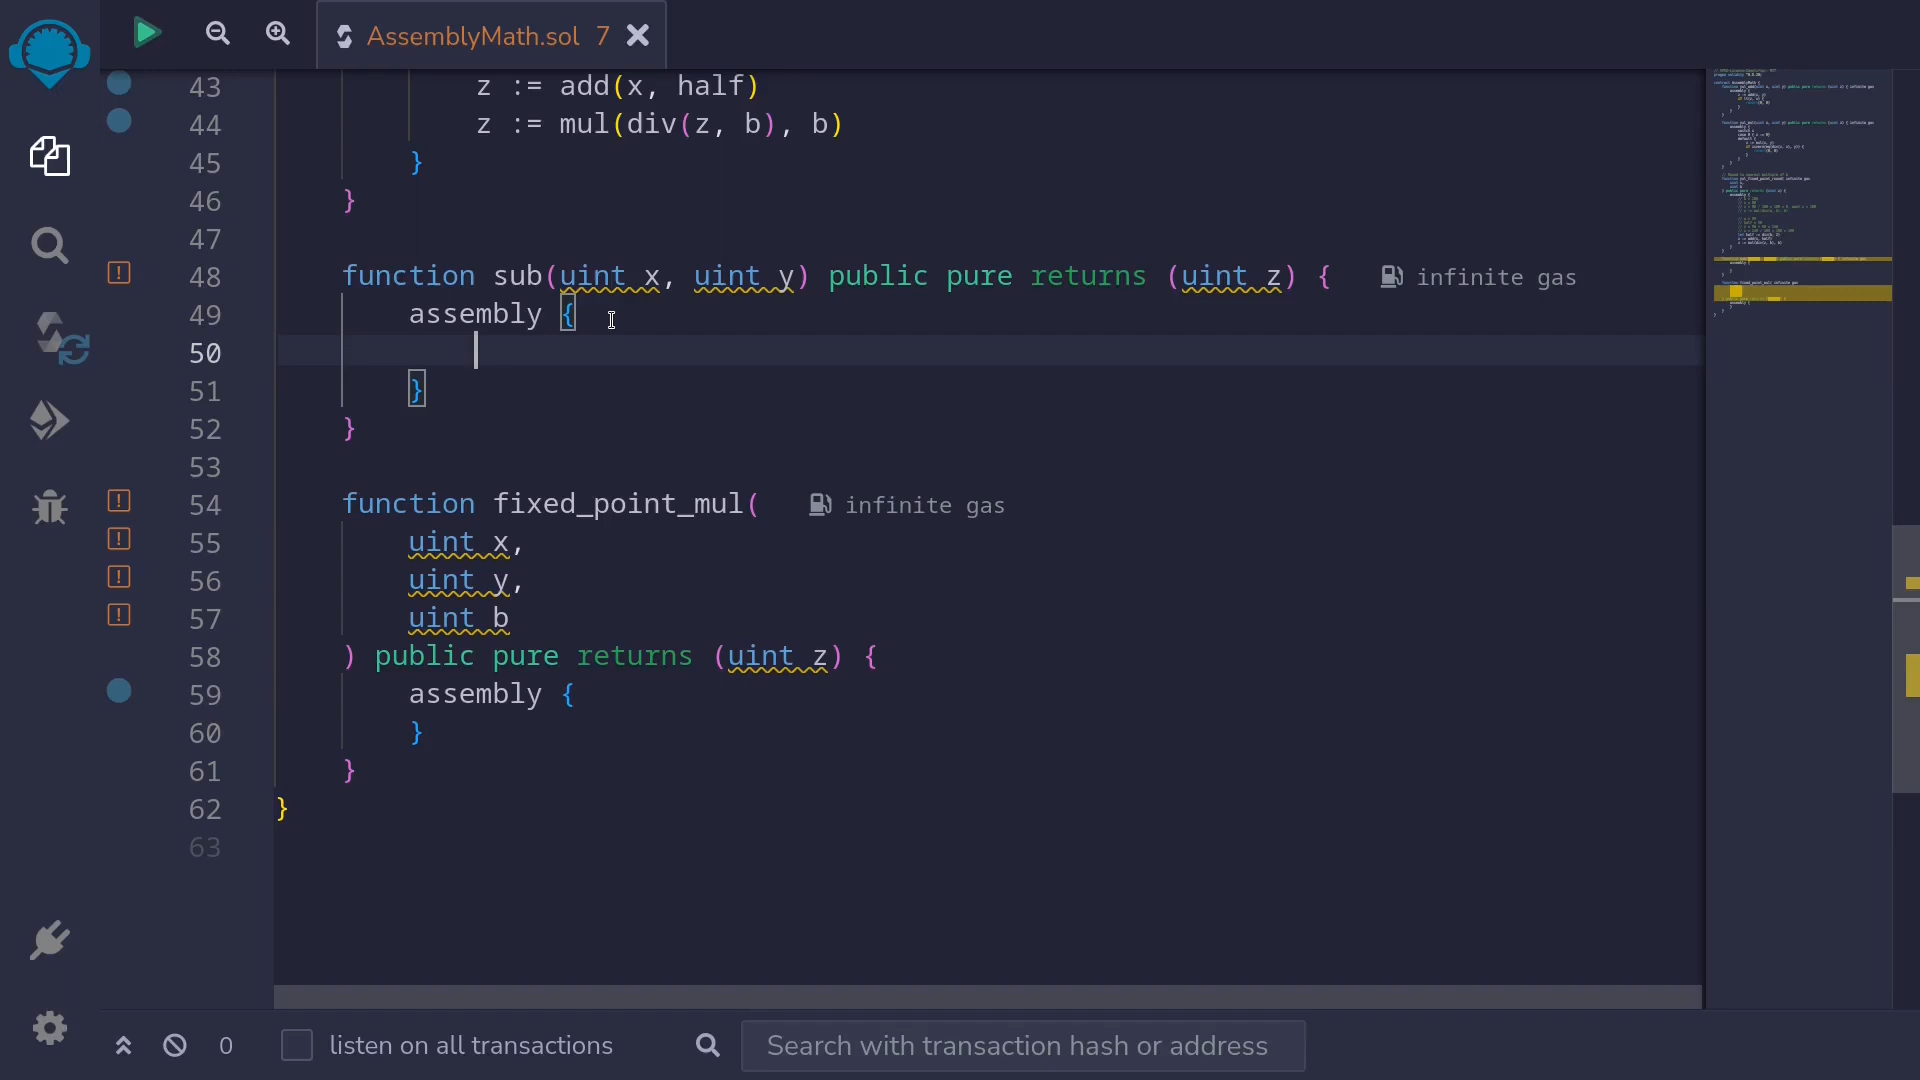 AssemblyMath.sol 7
43 z := add(x, half)
44 z := mul(div(z, b), b)
45 }
46 }
47
48 function sub(uint x, uint y) public pure returns (uint z) { infinite gas
49 assembly {
50
51 }
52 }
53
54 function fixed_point_mul( infinite gas
55 uint x,
56 uint y,
57 uint b
58 ) public pure returns (uint z) {
59 assembly {
60 }
61 }
62 }
63
0 listen on all transactions Search with transaction hash or address